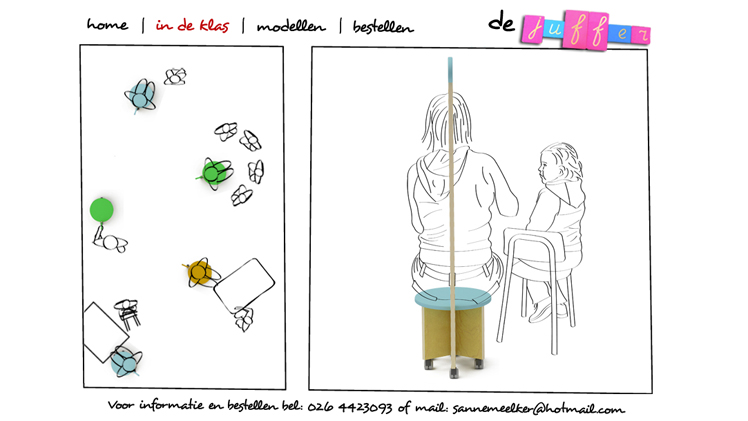 home | in de klas | modellen | bestellen
de juffer
Voor informatie en bestellen bel: 026 4423093 of mail: sannemeelker@hotmail.com